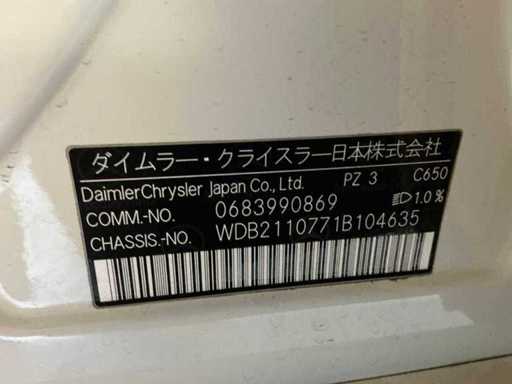 ダイムラー・クライスラー日本株式会社
DaimlerChrysler Japan Co., Ltd. PZ 3 C650
COMM.-NO. 0683990869 1.0%
CHASSIS.-NO. WDB2110771B104635